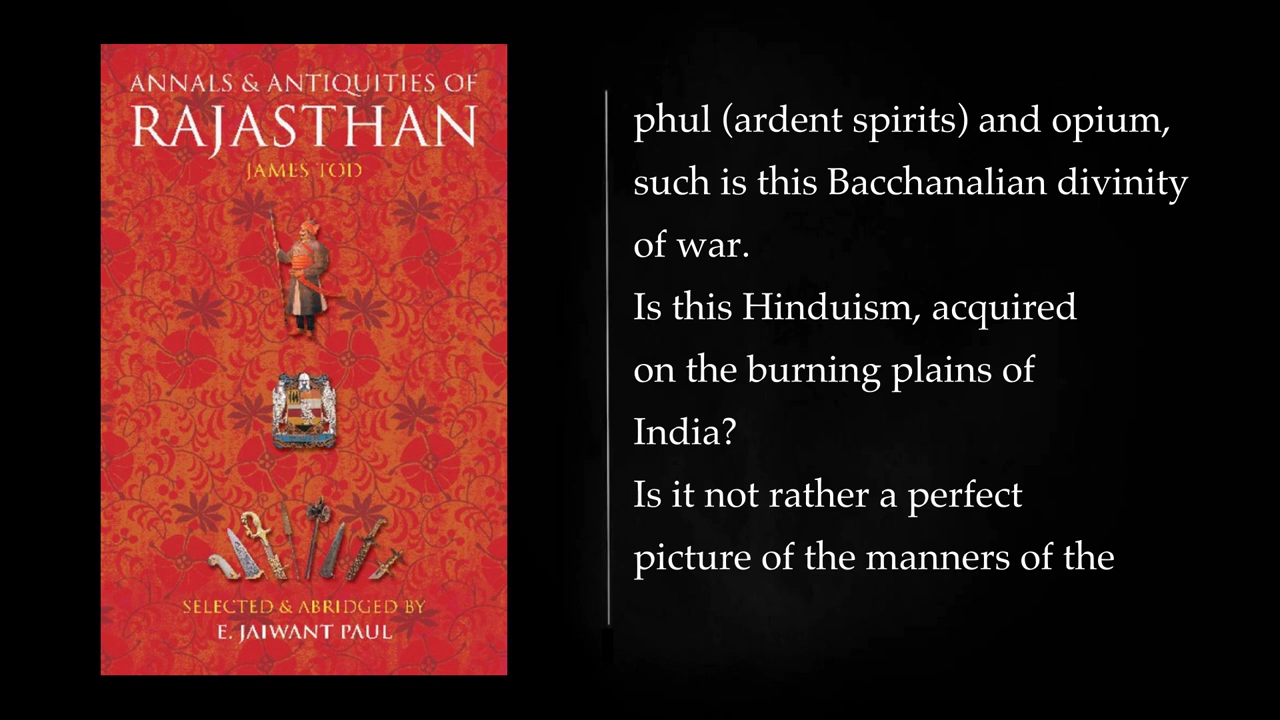 ANNALS & ANTIQUITIES OF
RAJASTHAN
JAMES TOD
SELECTED & ABRIDGED BY
E. JAIWANT PAUL
phul (ardent spirits) and opium,
such is this Bacchanalian divinity
of war.
Is this Hinduism, acquired
on the burning plains of
India?
Is it not rather a perfect
picture of the manners of the